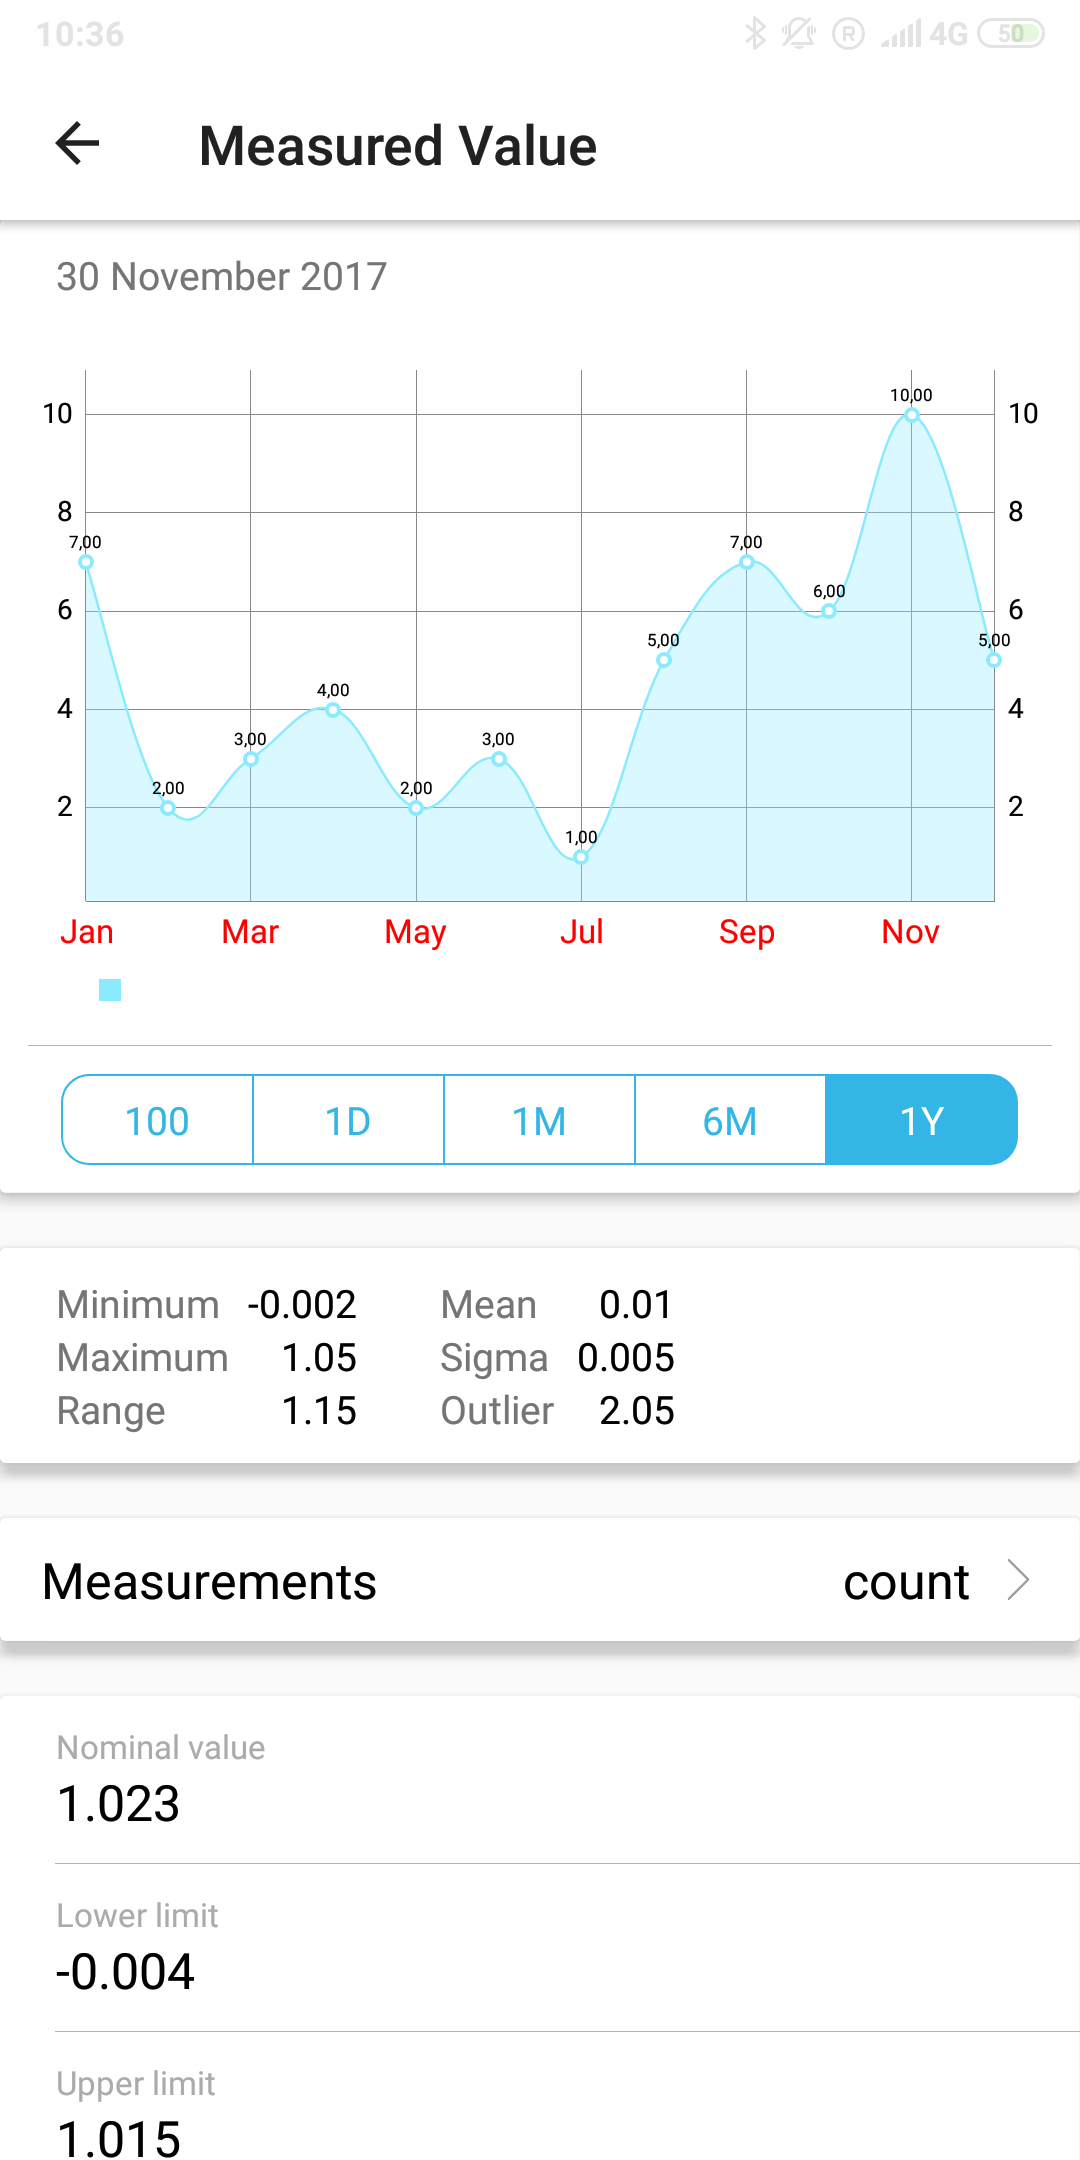 10:36 R 4G 50
Measured Value
30 November 2017
10,00
10 10
8 8
7,00 7,00
6,00
6 6
5,00 5,00
4,00
4 4
3,00 3,00
2,00 2,00
2 2
1,00
Jan Mar May Jul Sep Nov
100 1D 1M 6M 1Y
Minimum -0.002 Mean 0.01
Maximum 1.05 Sigma 0.005
Range 1.15 Outlier 2.05
Measurements count
Nominal value
1.023
Lower limit
-0.004
Upper limit
1.015